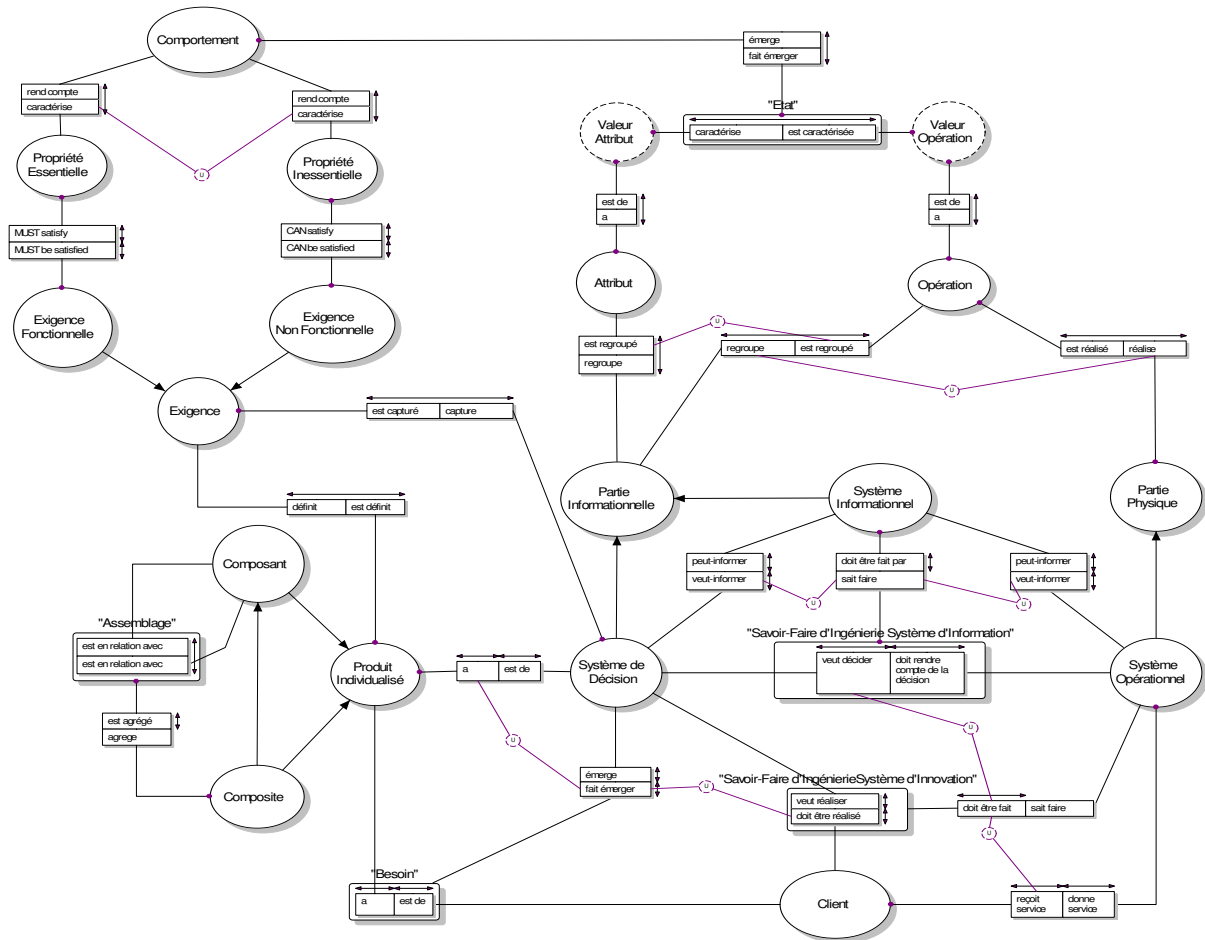 Comportement
émerge
fait émerger
rend compte
caractérise
rend compte
caractérise
"Etat"
caractérise
est caractérisée
Valeur
Attribut
Valeur
Opération
U
Propriété
Essentielle
Propriété
Inessentielle
est de
a
est de
a
MUST satisfy
MUST be satisfied
CAN satisfy
CAN be satisfied
Attribut
Opération
Exigence
Fonctionnelle
Exigence
Non Fonctionnelle
U
est regroupé
regroupe
regroupe
est regroupé
est réalisé
réalise
U
Exigence
est capturé
capture
Partie
Informationnelle
Système
Informationnel
Partie
Physique
définit
est définit
Composant
peut-informer
veut-informer
doit être fait par
sait faire
peut-informer
veut-informer
U
U
"Assemblage"
est en relation avec
est en relation avec
"Savoir-Faire d'Ingénierie Système d'Information"
Produit
Individualisé
a
est de
Système de
Décision
veut décider
doit rendre
compte de la
décision
Système
Opérationnel
est agrégé
agrege
U
U
Composite
émerge
fait émerger
U
"Savoir-Faire d'IngénierieSystème d'Innovation"
veut réaliser
doit être réalisé
doit être fait
sait faire
U
"Besoin"
a
est de
Client
reçoit
service
donne
service